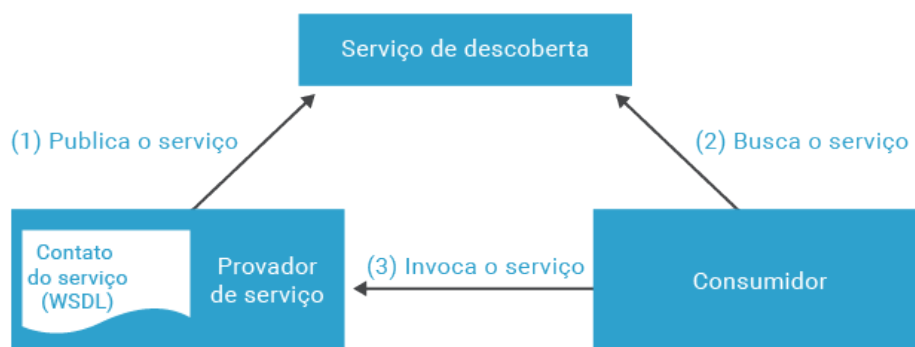 Serviço de descoberta
(1) Publica o serviço
(2) Busca o serviço
Contato
do serviço
(WSDL)
Provador
de serviço
(3) Invoca o serviço
Consumidor